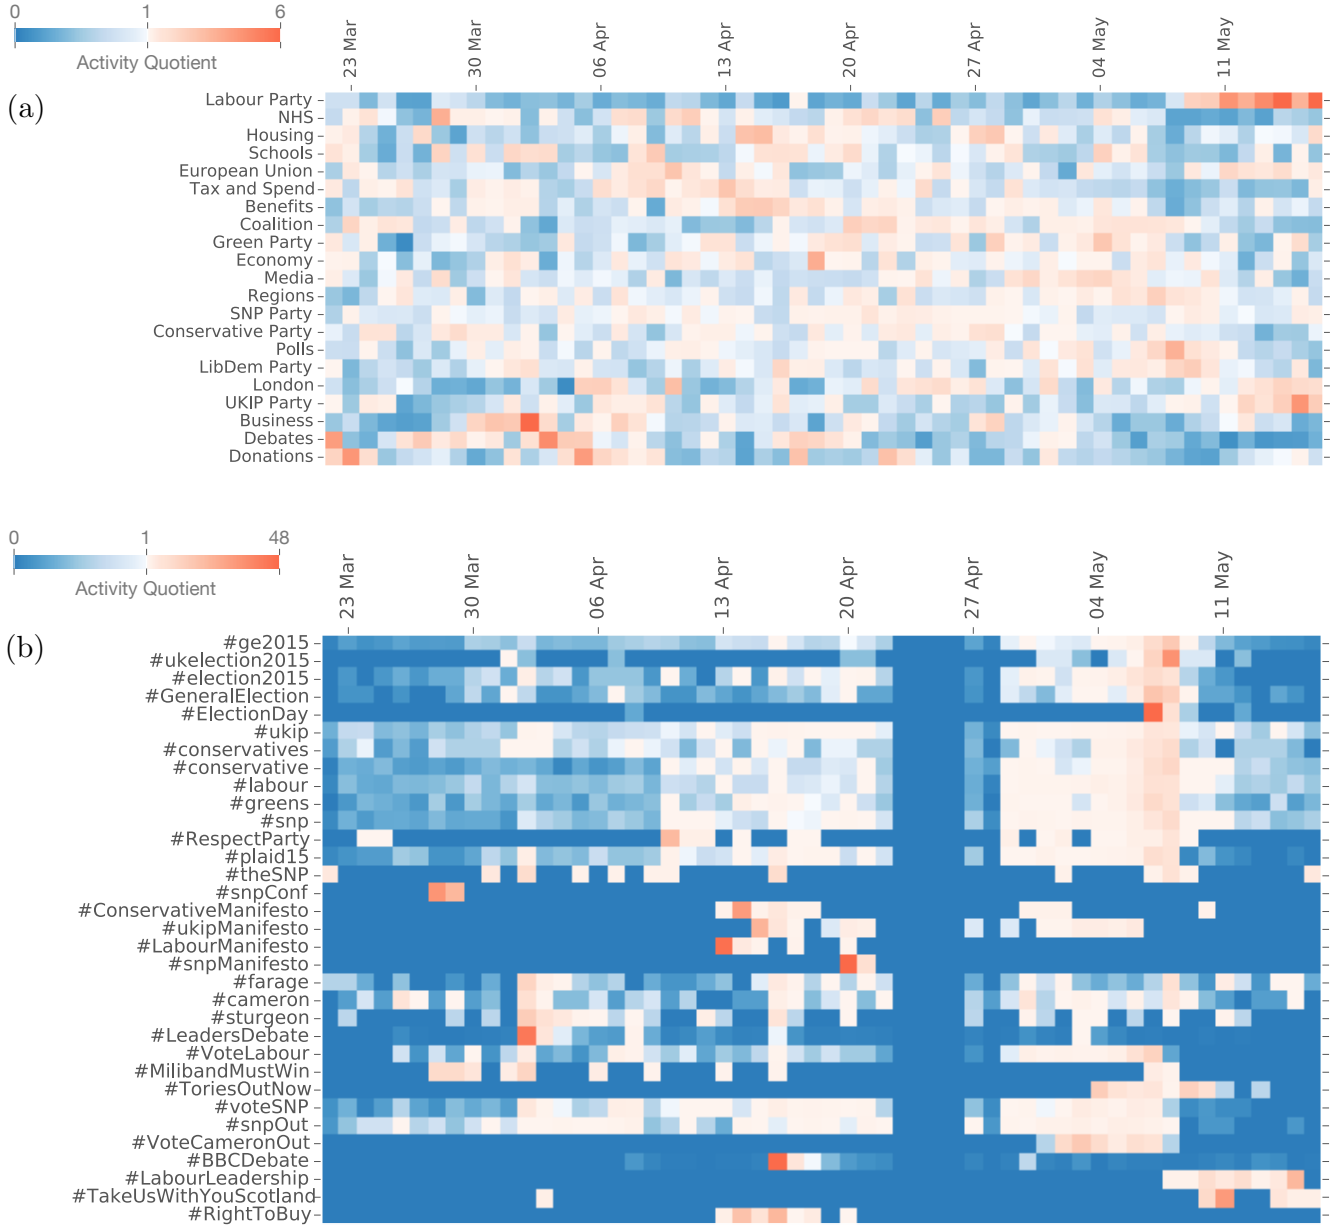 0 1 6
Activity Quotient
23 Mar 30 Mar 06 Apr 13 Apr 20 Apr 27 Apr 04 May 11 May
(a)
Labour Party
NHS
Housing
Schools
European Union
Tax and Spend
Benefits
Coalition
Green Party
Economy
Media
Regions
SNP Party
Conservative Party
Polls
LibDem Party
London
UKIP Party
Business
Debates
Donations
0 1 48
Activity Quotient
23 Mar 30 Mar 06 Apr 13 Apr 20 Apr 27 Apr 04 May 11 May
(b)
#ge2015
#ukelection2015
#election2015
#GeneralElection
#ElectionDay
#ukip
#conservatives
#conservative
#labour
#greens
#snp
#RespectParty
#plaid15
#theSNP
#snpConf
#ConservativeManifesto
#ukipManifesto
#LabourManifesto
#snpManifesto
#farage
#cameron
#sturgeon
#LeadersDebate
#VoteLabour
#MilibandMustWin
#ToriesOutNow
#voteSNP
#snpOut
#VoteCameronOut
#BBCDebate
#LabourLeadership
#TakeUsWithYouScotland
#RightToBuy